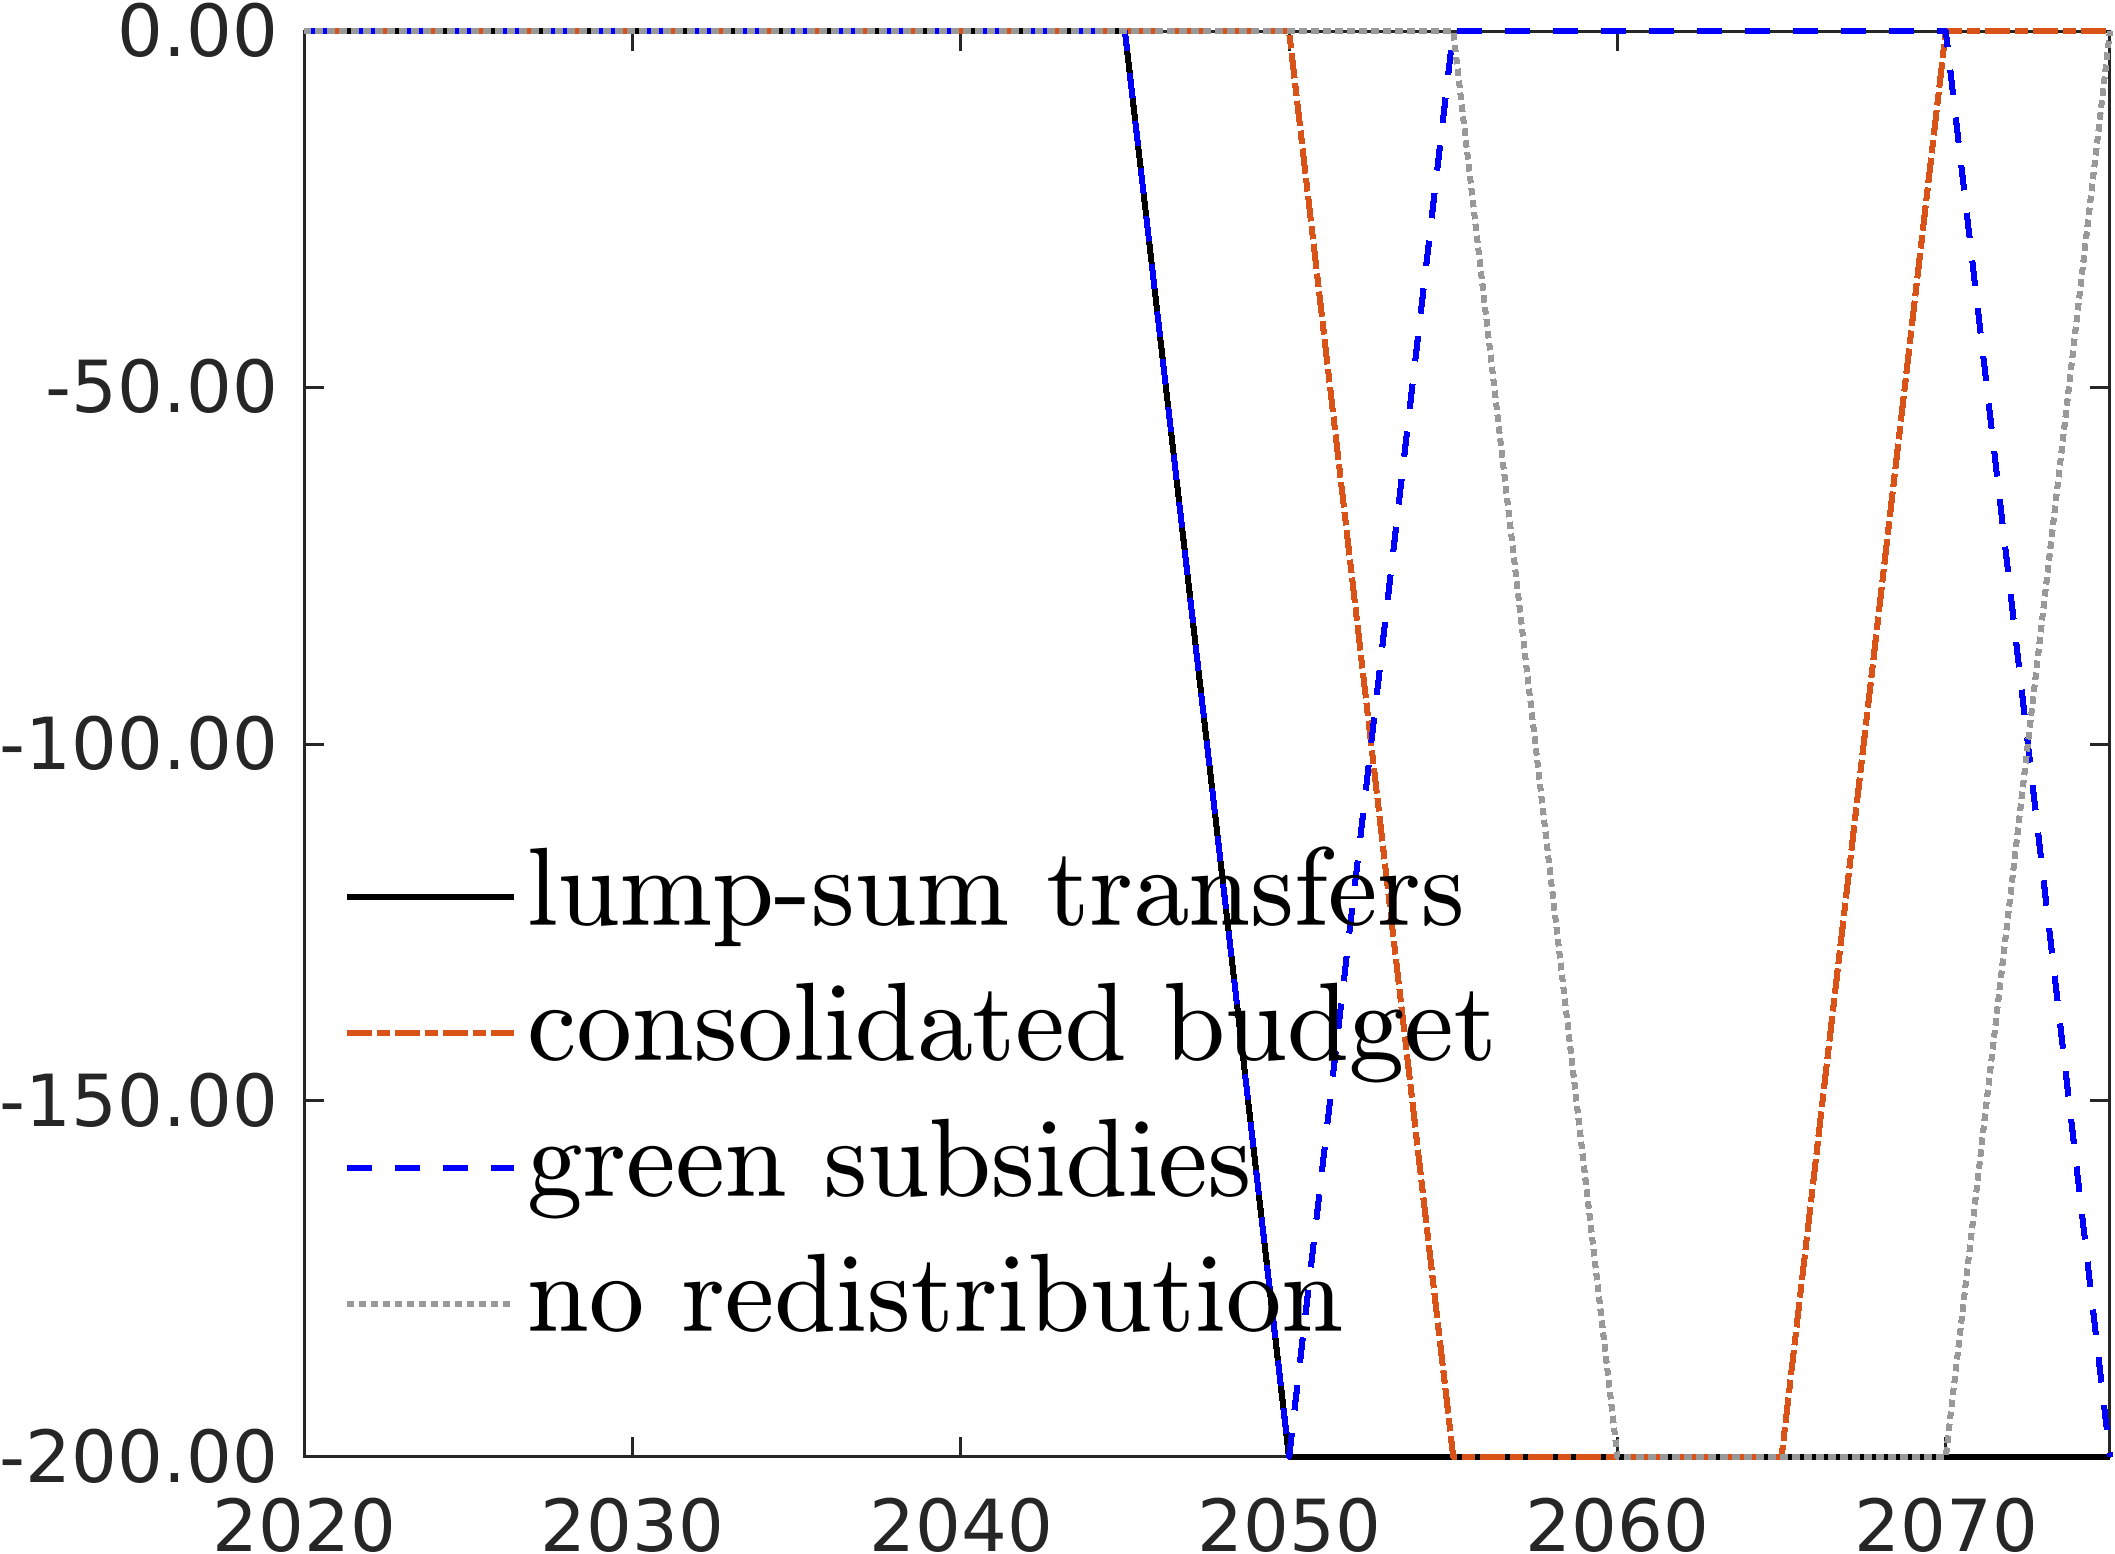 0.00
-50.00
-100.00
-150.00
-200.00
lump-sum transfers
consolidated budget
green subsidies
no redistribution
2020 2030 2040 2050 2060 2070